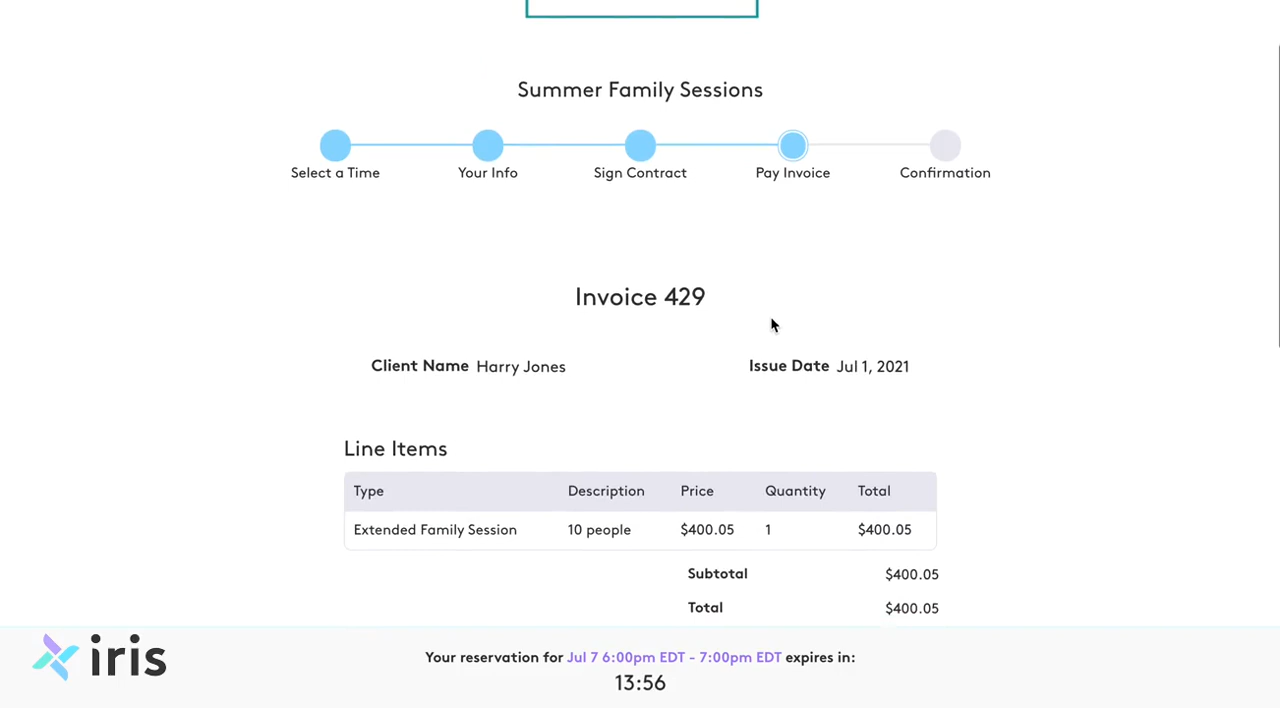 Summer Family Sessions
Select a Time Your Info Sign Contract Pay Invoice Confirmation
Invoice 429
Client Name Harry Jones Issue Date Jul 1, 2021
Line Items
Type Description Price Quantity Total
Extended Family Session 10 people $400.05 1 $400.05
Subtotal $400.05
Total $400.05
iris
Your reservation for Jul 7 6:00pm EDT - 7:00pm EDT expires in:
13:56